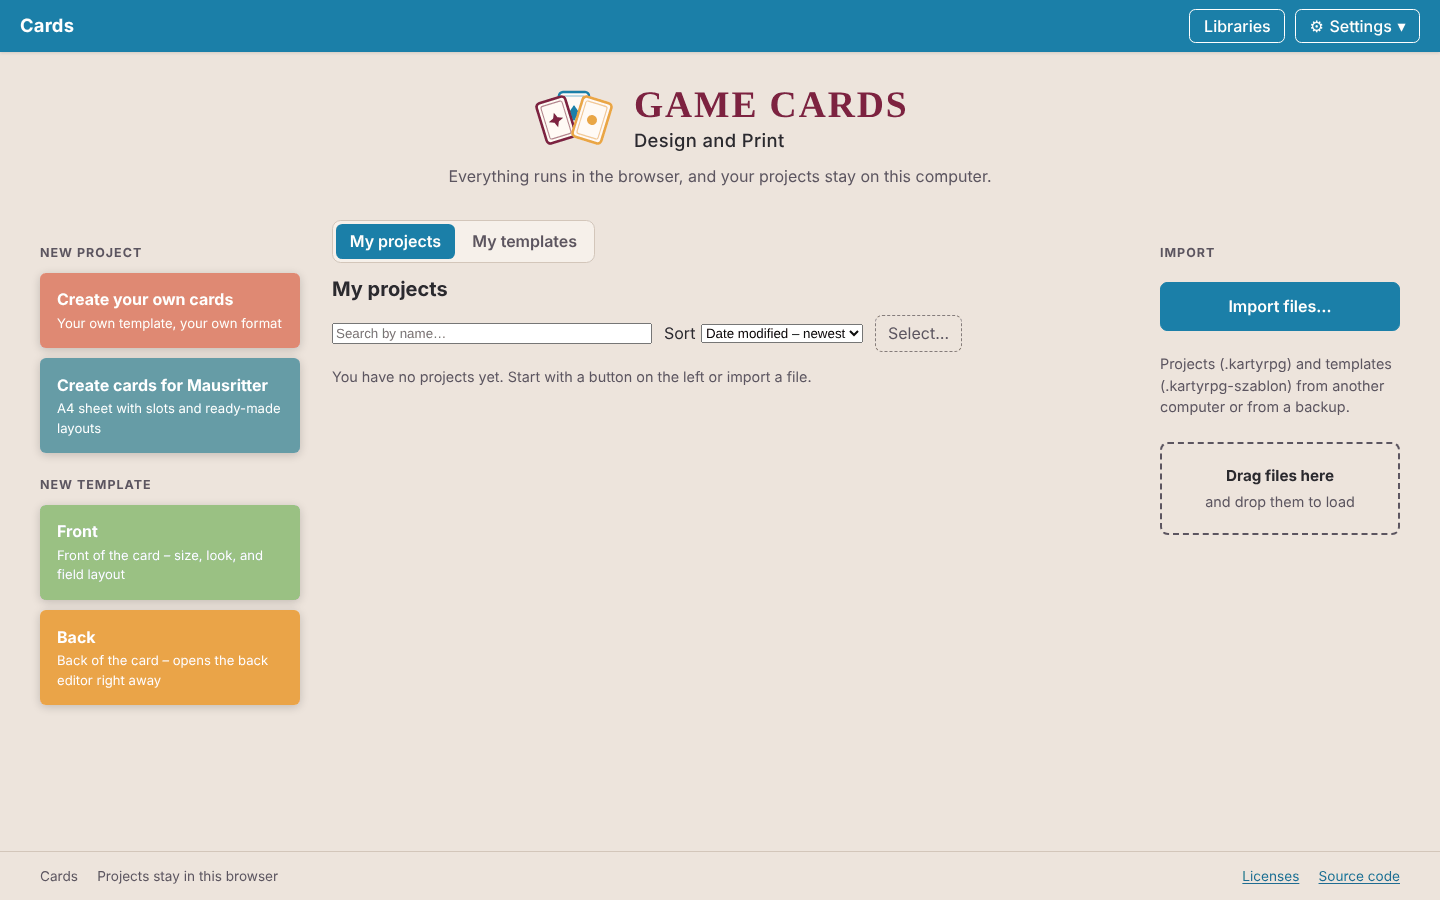 Cards
Libraries
⚙ Settings ▾
GAME CARDS
Design and Print
Everything runs in the browser, and your projects stay on this computer.
NEW PROJECT
Create your own cards
Your own template, your own format
Create cards for Mausritter
A4 sheet with slots and ready-made
layouts
NEW TEMPLATE
Front
Front of the card – size, look, and
field layout
Back
Back of the card – opens the back
editor right away
My projects
My templates
My projects
Search by name…
Sort
Date modified – newest
Select…
You have no projects yet. Start with a button on the left or import a file.
IMPORT
Import files…
Projects (.kartyrpg) and templates
(.kartyrpg-szablon) from another
computer or from a backup.
Drag files here
and drop them to load
Cards
Projects stay in this browser
Licenses
Source code